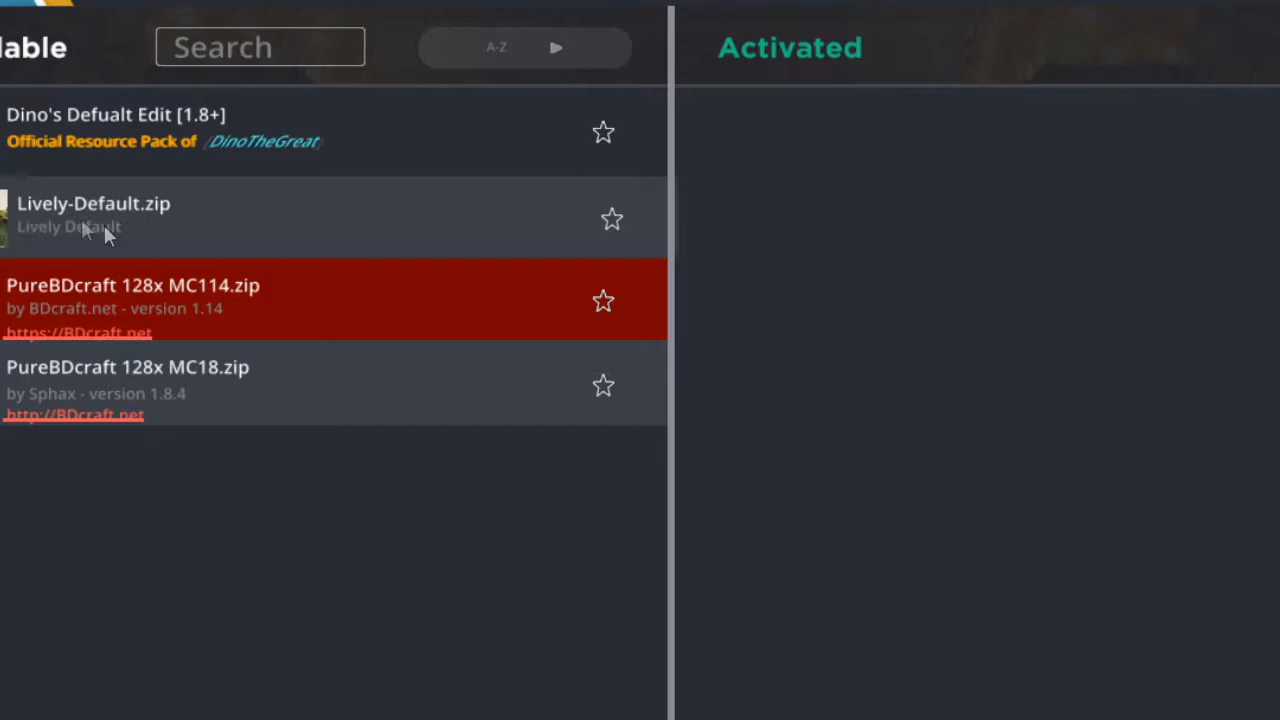 lable
Search
A-Z
Activated
Dino's Defualt Edit [1.8+]
Official Resource Pack of /DinoTheGreat/
Lively-Default.zip
Lively Default
PureBDcraft 128x MC114.zip
by BDcraft.net - version 1.14
https://BDcraft.net
PureBDcraft 128x MC18.zip
by Sphax - version 1.8.4
http://BDcraft.net